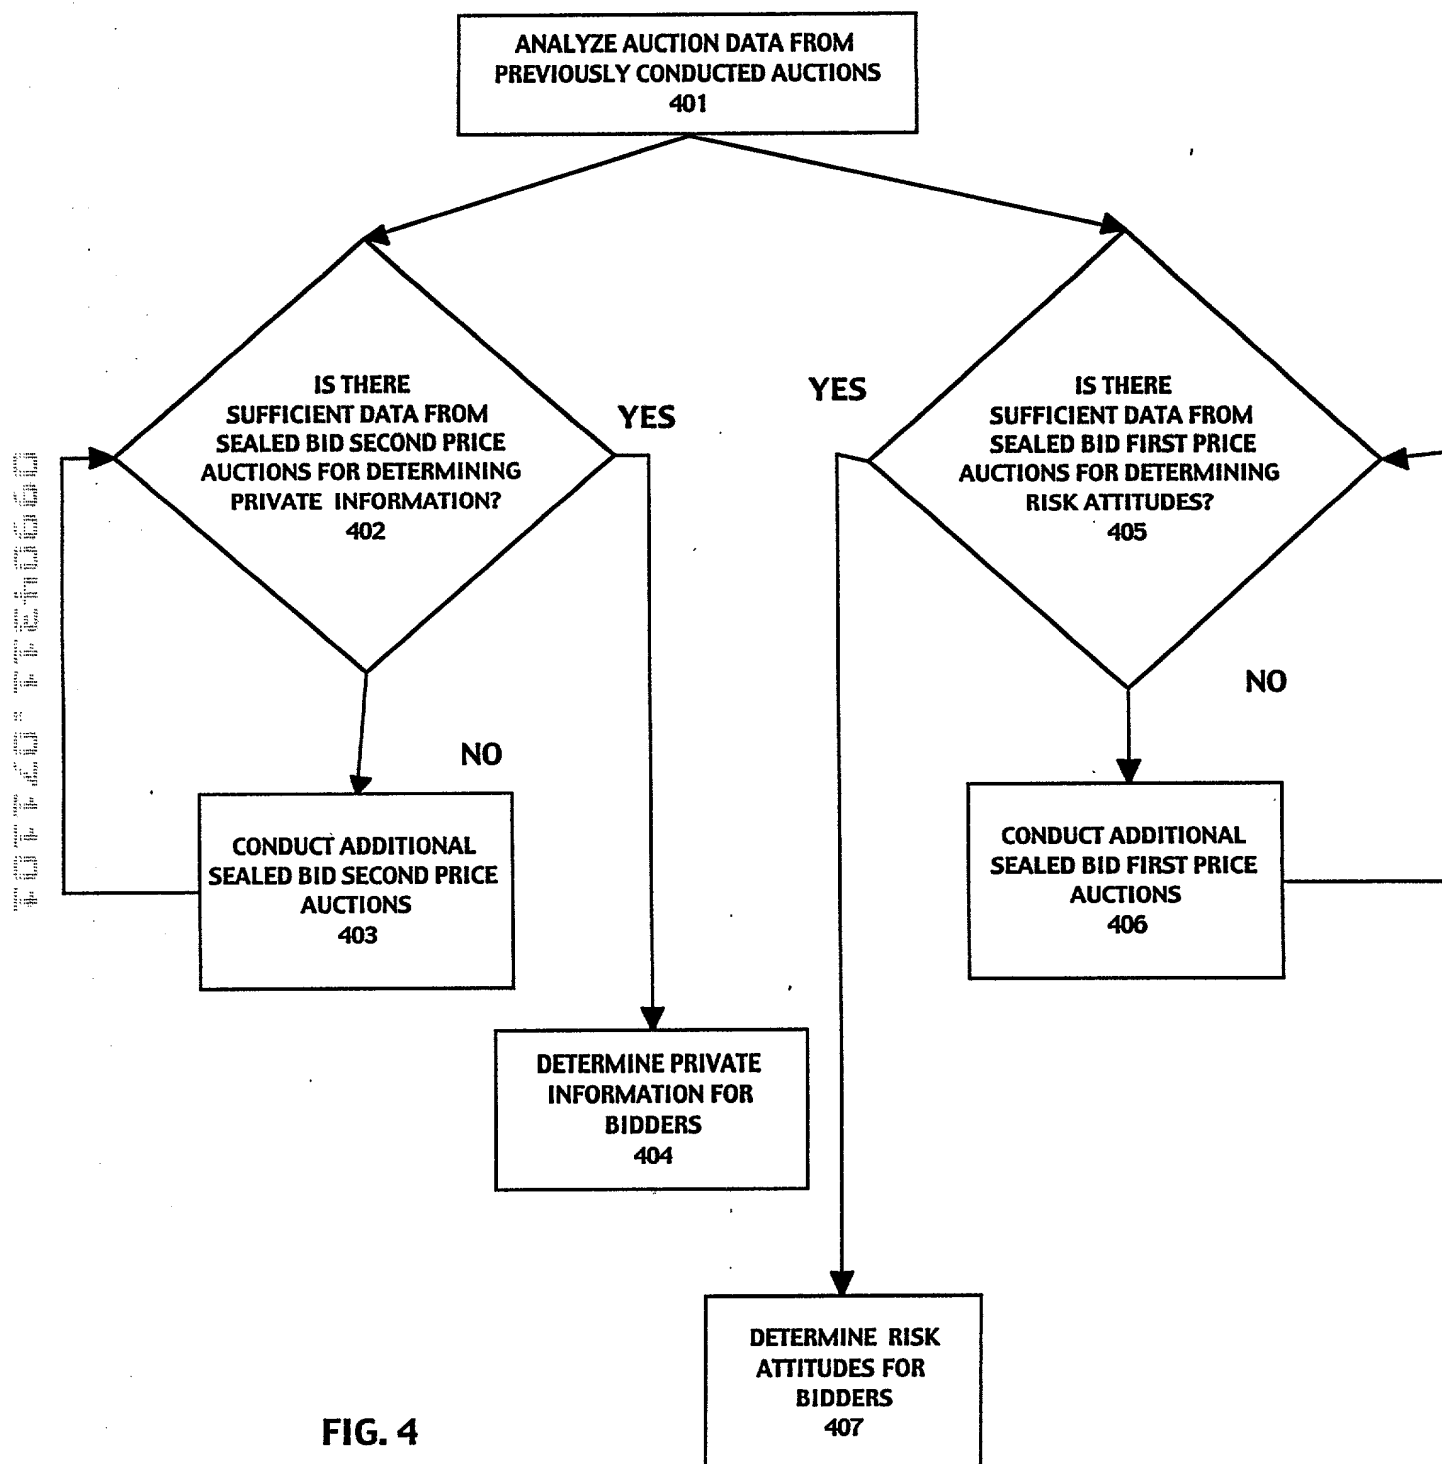 ANALYZE AUCTION DATA FROM
PREVIOUSLY CONDUCTED AUCTIONS
401
IS THERE
SUFFICIENT DATA FROM
SEALED BID SECOND PRICE
AUCTIONS FOR DETERMINING
PRIVATE INFORMATION?
402
YES
NO
CONDUCT ADDITIONAL
SEALED BID SECOND PRICE
AUCTIONS
403
DETERMINE PRIVATE
INFORMATION FOR
BIDDERS
404
YES
IS THERE
SUFFICIENT DATA FROM
SEALED BID FIRST PRICE
AUCTIONS FOR DETERMINING
RISK ATTITUDES?
405
NO
CONDUCT ADDITIONAL
SEALED BID FIRST PRICE
AUCTIONS
406
DETERMINE RISK
ATTITUDES FOR
BIDDERS
407
FIG. 4